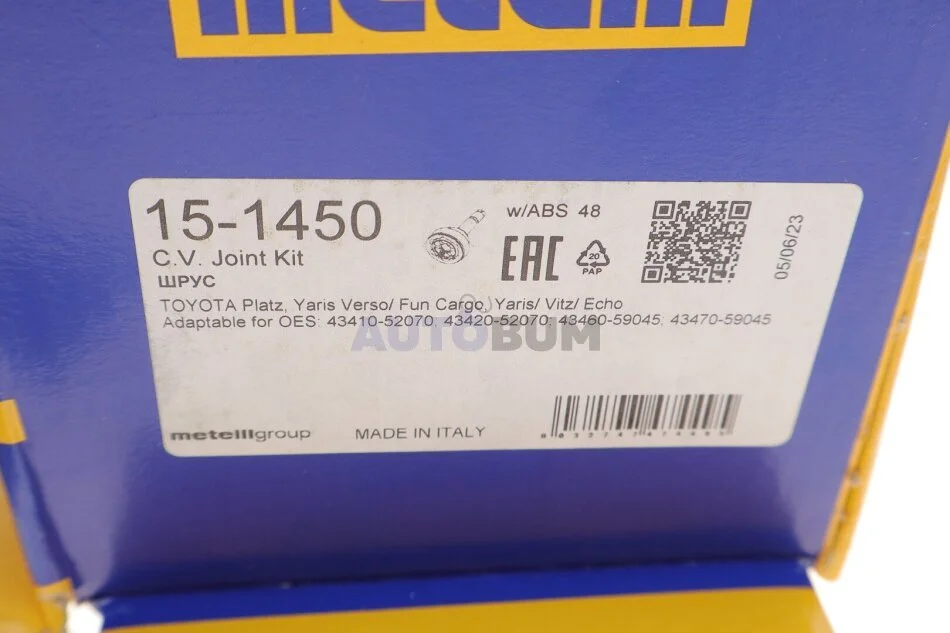 metelli
15-1450
C.V. Joint Kit
ШРУС
w/ABS 48
EAC
20
PAP
05/06/23
TOYOTA Platz, Yaris Verso/ Fun Cargo, Yaris/ Vitz/ Echo
Adaptable for OES: 43410-52070; 43420-52070; 43460-59045; 43470-59045
AUTOBUM
metelligroup
MADE IN ITALY